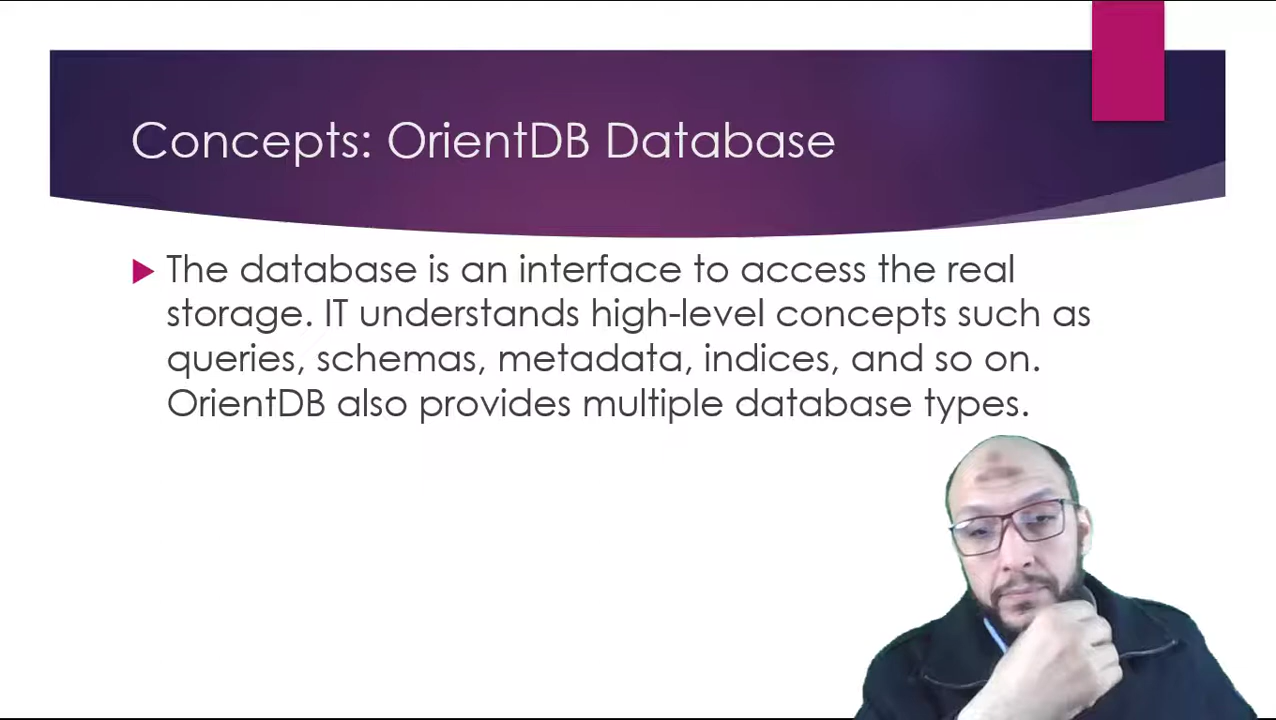 Concepts: OrientDB Database
The database is an interface to access the real
storage. IT understands high-level concepts such as
queries, schemas, metadata, indices, and so on.
OrientDB also provides multiple database types.